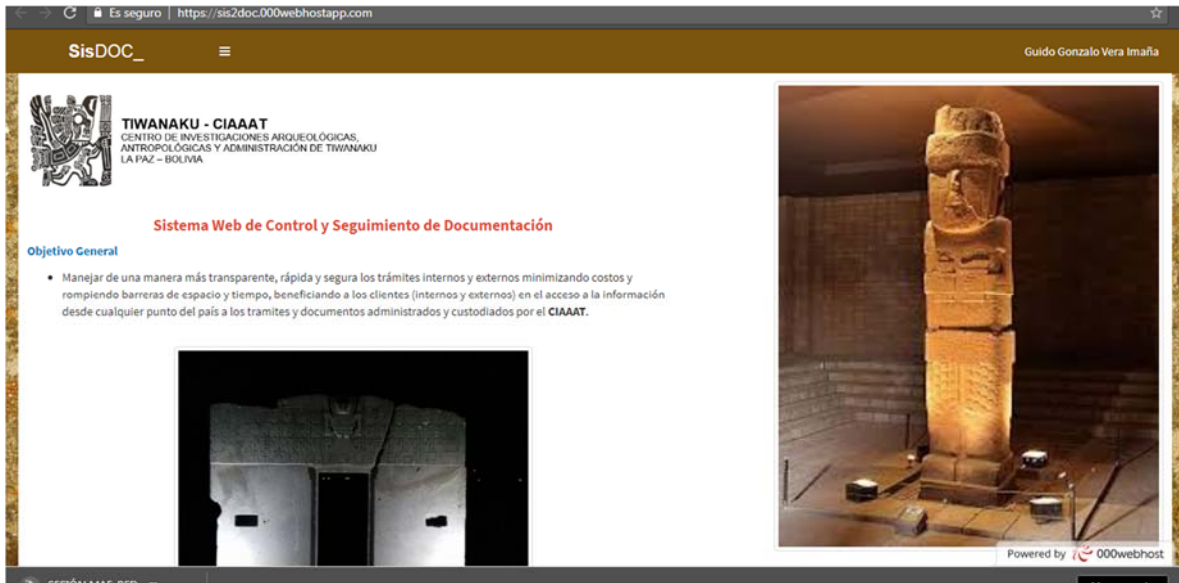 Es seguro | https://sis2doc.000webhostapp.com
SisDOC_
Guido Gonzalo Vera Imaña
TIWANAKU - CIAAAT
CENTRO DE INVESTIGACIONES ARQUEOLÓGICAS,
ANTROPOLÓGICAS Y ADMINISTRACIÓN DE TIWANAKU
LA PAZ – BOLIVIA
Sistema Web de Control y Seguimiento de Documentación
Objetivo General
• Manejar de una manera más transparente, rápida y segura los trámites internos y externos minimizando costos y
rompiendo barreras de espacio y tiempo, beneficiando a los clientes (internos y externos) en el acceso a la información
desde cualquier punto del país a los tramites y documentos administrados y custodiados por el CIAAAT.
Powered by 000webhost